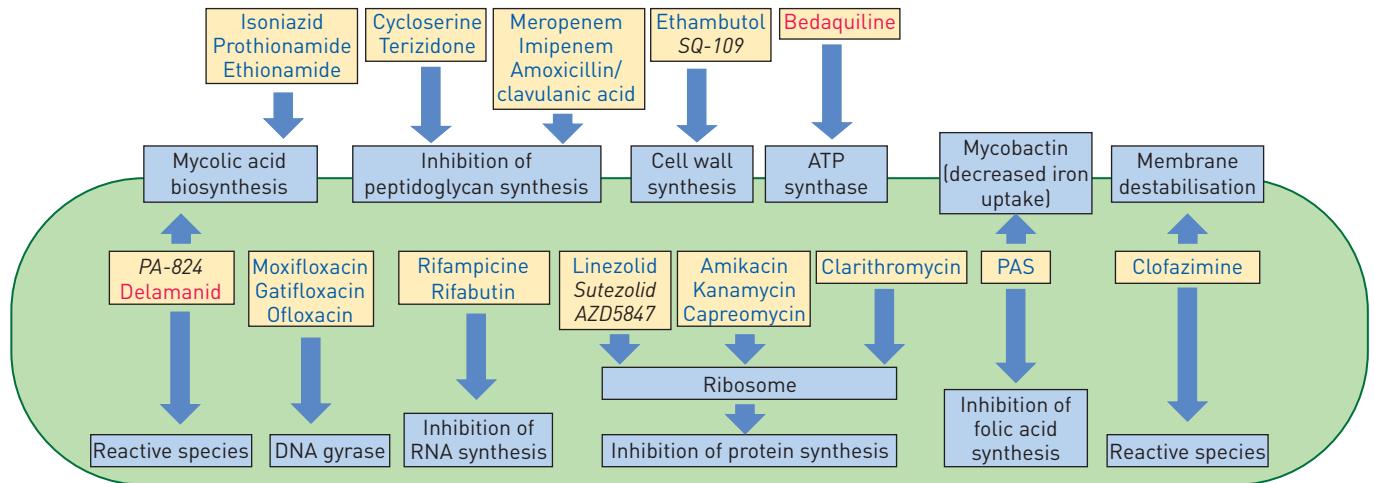 Isoniazid
Prothionamide
Ethionamide
Cycloserine
Terizidone
Meropenem
Imipenem
Amoxicillin/
clavulanic acid
Ethambutol
SQ-109
Bedaquiline
Mycolic acid
biosynthesis
Inhibition of
peptidoglycan synthesis
Cell wall
synthesis
ATP
synthase
Mycobactin
(decreased iron
uptake)
Membrane
destabilisation
PA-824
Delamanid
Moxifloxacin
Gatifloxacin
Ofloxacin
Rifampicine
Rifabutin
Linezolid
Sutezolid
AZD5847
Amikacin
Kanamycin
Capreomycin
Clarithromycin
PAS
Clofazimine
Ribosome
Reactive species
DNA gyrase
Inhibition of
RNA synthesis
Inhibition of protein synthesis
Inhibition of
folic acid
synthesis
Reactive species